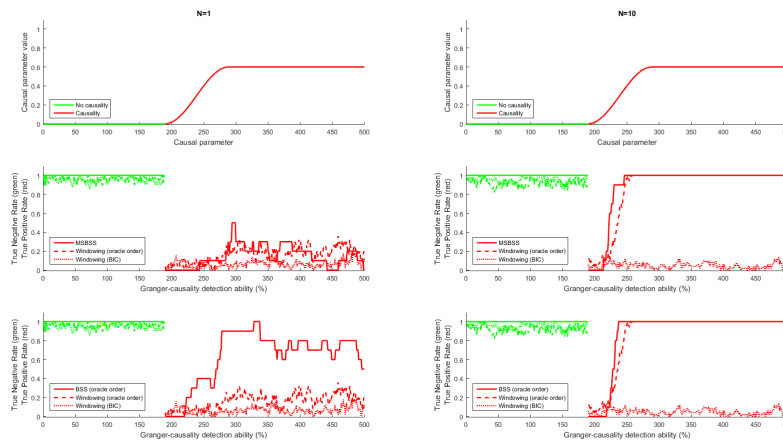 N=1
Causal parameter value
1
0.8
0.6
0.4
0.2
0
No causality
Causality
0 50 100 150 200 250 300 350 400 450 500
Causal parameter
N=10
Causal parameter value
1
0.8
0.6
0.4
0.2
0
No causality
Causality
0 50 100 150 200 250 300 350 400 450 500
Causal parameter
True Negative Rate (green)
True Positive Rate (red)
1
0.8
0.6
0.4
0.2
0
MSBSS
Windowing (oracle order)
Windowing (BIC)
0 50 100 150 200 250 300 350 400 450 500
Granger-causality detection ability (%)
True Negative Rate (green)
True Positive Rate (red)
1
0.8
0.6
0.4
0.2
0
MSBSS
Windowing (oracle order)
Windowing (BIC)
0 50 100 150 200 250 300 350 400 450 500
Granger-causality detection ability (%)
True Negative Rate (green)
True Positive Rate (red)
1
0.8
0.6
0.4
0.2
0
BSS (oracle order)
Windowing (oracle order)
Windowing (BIC)
0 50 100 150 200 250 300 350 400 450 500
Granger-causality detection ability (%)
True Negative Rate (green)
True Positive Rate (red)
1
0.8
0.6
0.4
0.2
0
BSS (oracle order)
Windowing (oracle order)
Windowing (BIC)
0 50 100 150 200 250 300 350 400 450 500
Granger-causality detection ability (%)